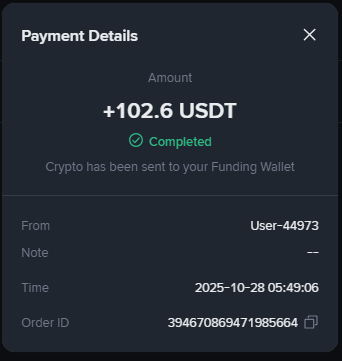 Payment Details
Amount
+102.6 USDT
Completed
Crypto has been sent to your Funding Wallet
From User-44973
Note --
Time 2025-10-28 05:49:06
Order ID 394670869471985664